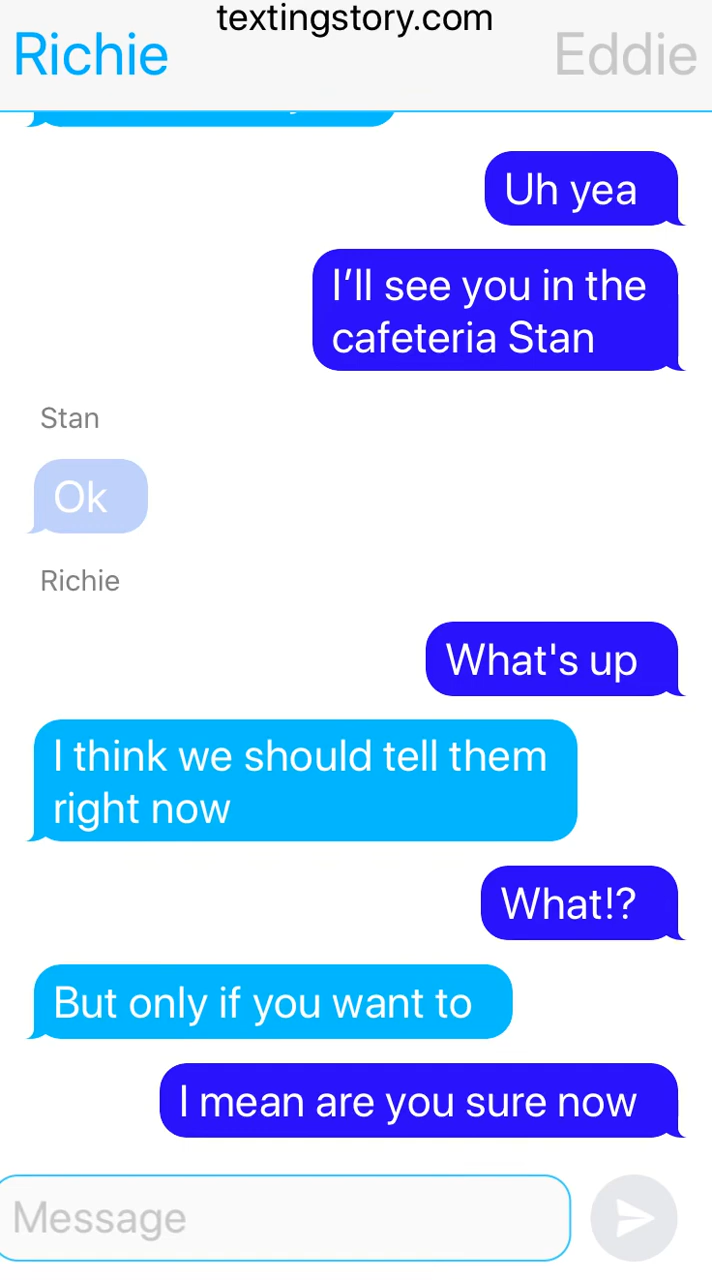 textingstory.com
Richie
Eddie
Uh yea
I’ll see you in the
cafeteria Stan
Stan
Ok
Richie
What's up
I think we should tell them
right now
What!?
But only if you want to
I mean are you sure now
Message